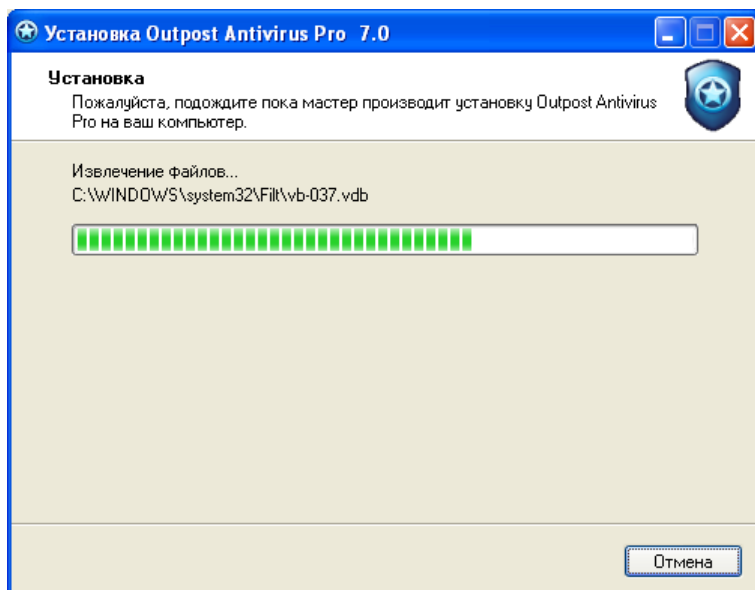 Установка Outpost Antivirus Pro 7.0
Установка
Пожалуйста, подождите пока мастер производит установку Outpost Antivirus
Pro на ваш компьютер.
Извлечение файлов...
C:\WINDOWS\system32\Filt\vb-037.vdb
Отмена